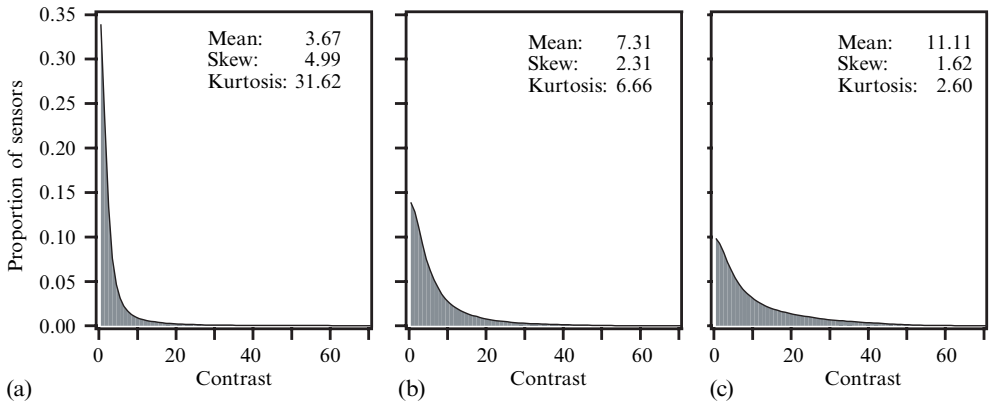 Proportion of sensors
0.35
0.30
0.25
0.20
0.15
0.10
0.05
0.00
Mean: 3.67
Skew: 4.99
Kurtosis: 31.62
0 20 40 60
Contrast
(a)
Mean: 7.31
Skew: 2.31
Kurtosis: 6.66
0 20 40 60
Contrast
(b)
Mean: 11.11
Skew: 1.62
Kurtosis: 2.60
0 20 40 60
Contrast
(c)